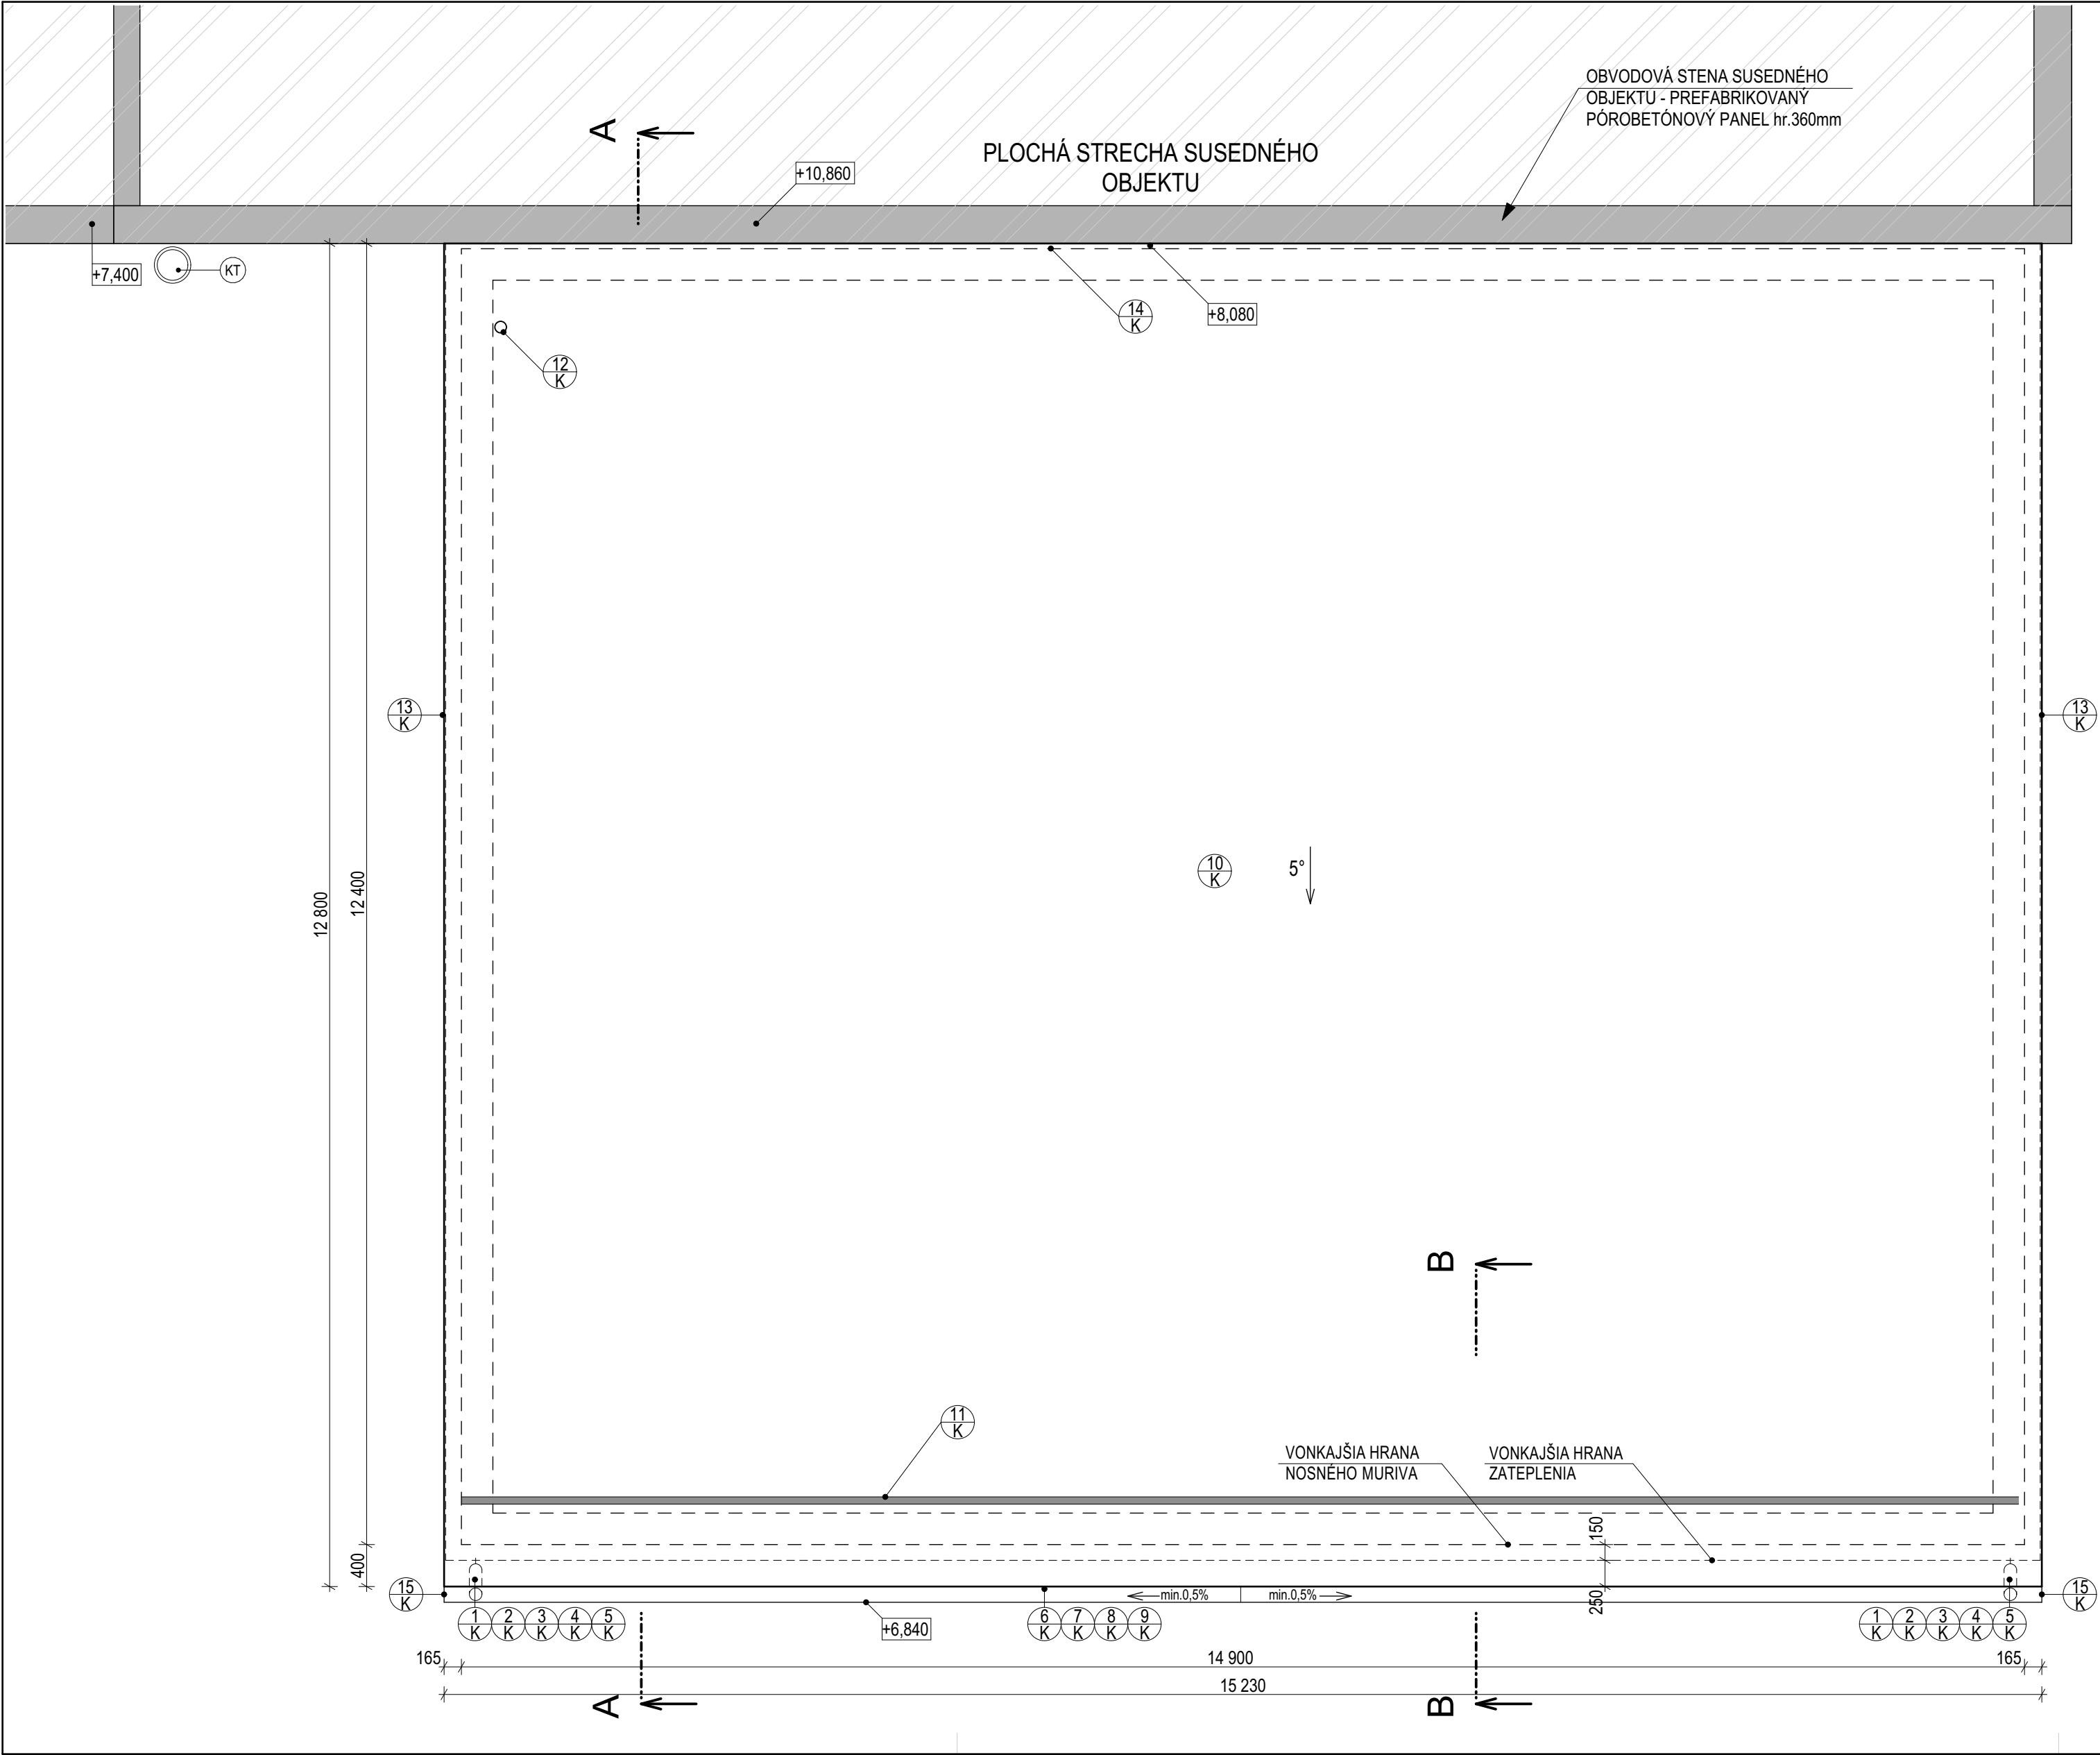 OBVODOVÁ STENA SUSEDNÉHO
OBJEKTU - PREFABRIKOVANÝ
PÓROBETÓNOVÝ PANEL hr.360mm
A
PLOCHÁ STRECHA SUSEDNÉHO
OBJEKTU
+10,860
+7,400
KT
14
K
+8,080
12
K
13
K
13
K
10
K
5°
12 800
12 400
B
11
K
VONKAJŠIA HRANA
NOSNÉHO MURIVA
VONKAJŠIA HRANA
ZATEPLENIA
150
400
250
15
K
15
K
min.0,5%
min.0,5%
1 2 3 4 5
K K K K K
+6,840
6 7 8 9
K K K K
1 2 3 4 5
K K K K K
165
14 900
165
15 230
A
B